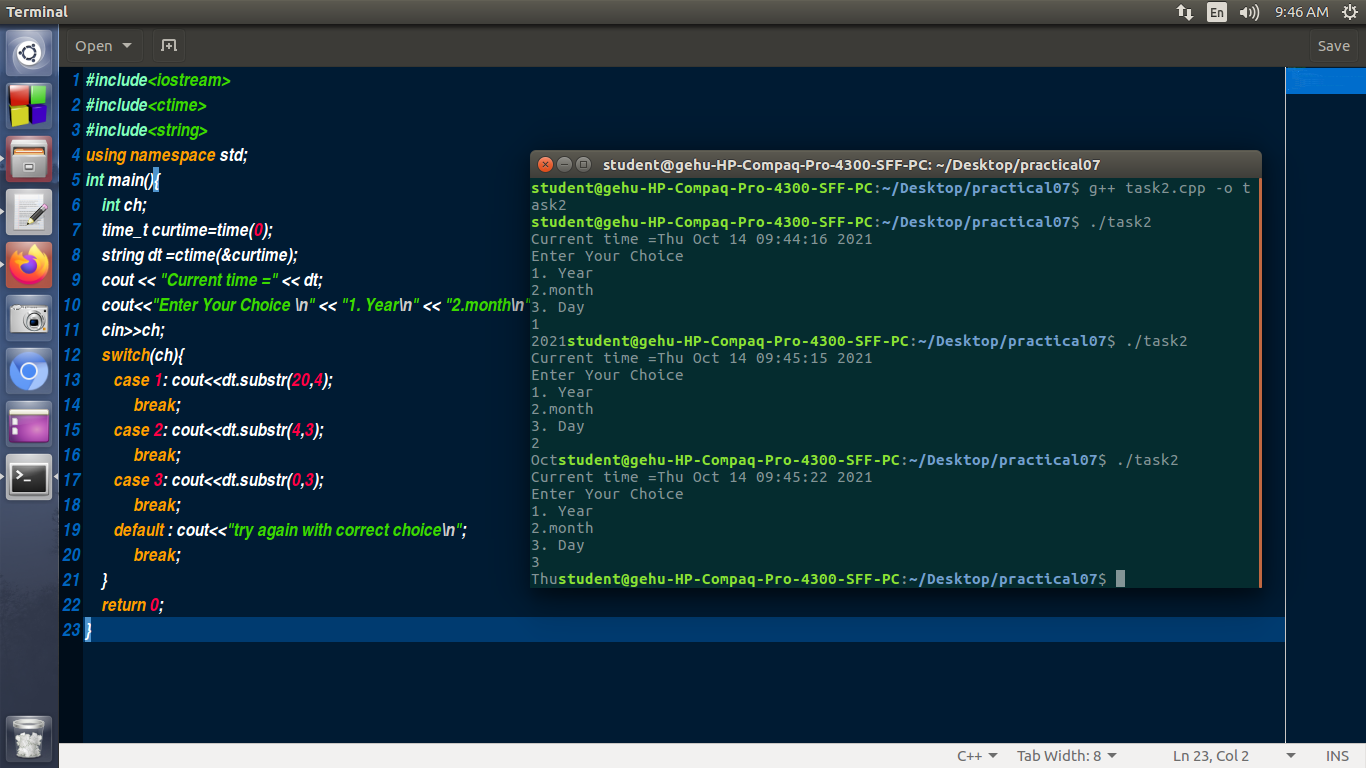 Terminal
En
9:46 AM
Open
Save
1 #include<iostream>
2 #include<ctime>
3 #include<string>
4 using namespace std;
5 int main(){
6 int ch;
7 time_t curtime=time(0);
8 string dt =ctime(&curtime);
9 cout << "Current time =" << dt;
10 cout<<"Enter Your Choice \n" << "1. Year\n" << "2.month\n"
11 cin>>ch;
12 switch(ch){
13 case 1: cout<<dt.substr(20,4);
14 break;
15 case 2: cout<<dt.substr(4,3);
16 break;
17 case 3: cout<<dt.substr(0,3);
18 break;
19 default : cout<<"try again with correct choice\n";
20 break;
21 }
22 return 0;
23 }
student@gehu-HP-Compaq-Pro-4300-SFF-PC: ~/Desktop/practical07
student@gehu-HP-Compaq-Pro-4300-SFF-PC:~/Desktop/practical07$ g++ task2.cpp -o t
ask2
student@gehu-HP-Compaq-Pro-4300-SFF-PC:~/Desktop/practical07$ ./task2
Current time =Thu Oct 14 09:44:16 2021
Enter Your Choice
1. Year
2.month
3. Day
1
2021student@gehu-HP-Compaq-Pro-4300-SFF-PC:~/Desktop/practical07$ ./task2
Current time =Thu Oct 14 09:45:15 2021
Enter Your Choice
1. Year
2.month
3. Day
2
Octstudent@gehu-HP-Compaq-Pro-4300-SFF-PC:~/Desktop/practical07$ ./task2
Current time =Thu Oct 14 09:45:22 2021
Enter Your Choice
1. Year
2.month
3. Day
3
Thustudent@gehu-HP-Compaq-Pro-4300-SFF-PC:~/Desktop/practical07$
C++
Tab Width: 8
Ln 23, Col 2
INS